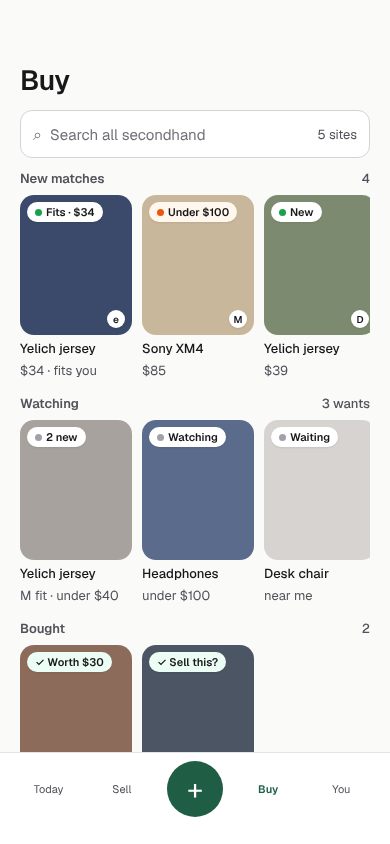 Buy
Search all secondhand 5 sites
New matches 4
Fits · $34
Under $100
New
e
M
D
Yelich jersey
$34 · fits you
Sony XM4
$85
Yelich jersey
$39
Watching 3 wants
2 new
Watching
Waiting
Yelich jersey
M fit · under $40
Headphones
under $100
Desk chair
near me
Bought 2
✓ Worth $30
✓ Sell this?
Today
Sell
+
Buy
You